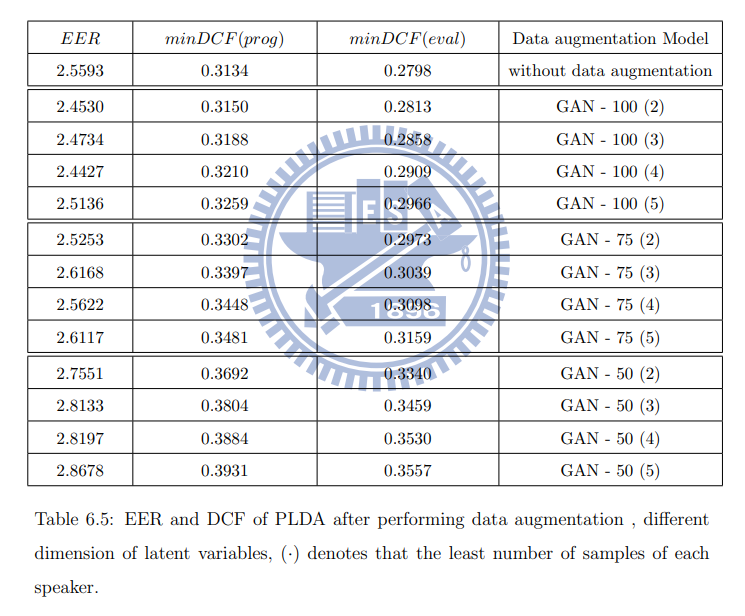 EER minDCF(prog) minDCF(eval) Data augmentation Model
2.5593 0.3134 0.2798 without data augmentation
2.4530 0.3150 0.2813 GAN - 100 (2)
2.4734 0.3188 0.2858 GAN - 100 (3)
2.4427 0.3210 0.2909 GAN - 100 (4)
2.5136 0.3259 0.2966 GAN - 100 (5)
2.5253 0.3302 0.2973 GAN - 75 (2)
2.6168 0.3397 0.3039 GAN - 75 (3)
2.5622 0.3448 0.3098 GAN - 75 (4)
2.6117 0.3481 0.3159 GAN - 75 (5)
2.7551 0.3692 0.3340 GAN - 50 (2)
2.8133 0.3804 0.3459 GAN - 50 (3)
2.8197 0.3884 0.3530 GAN - 50 (4)
2.8678 0.3931 0.3557 GAN - 50 (5)
ESA
1896
Table 6.5: EER and DCF of PLDA after performing data augmentation , different
dimension of latent variables, (·) denotes that the least number of samples of each
speaker.